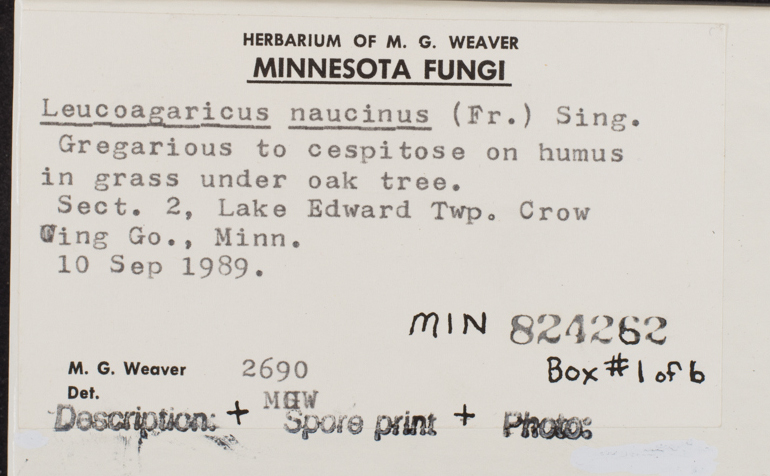 HERBARIUM OF M. G. WEAVER
MINNESOTA FUNGI
Leucoagaricus naucinus (Fr.) Sing.
Gregarious to cespitose on humus
in grass under oak tree.
Sect. 2, Lake Edward Twp. Crow
Wing Go., Minn.
10 Sep 1989.
MIN 824262
Box #1 of 6
M. G. Weaver 2690
Det. MGW
Description: + Spore print + Photo: